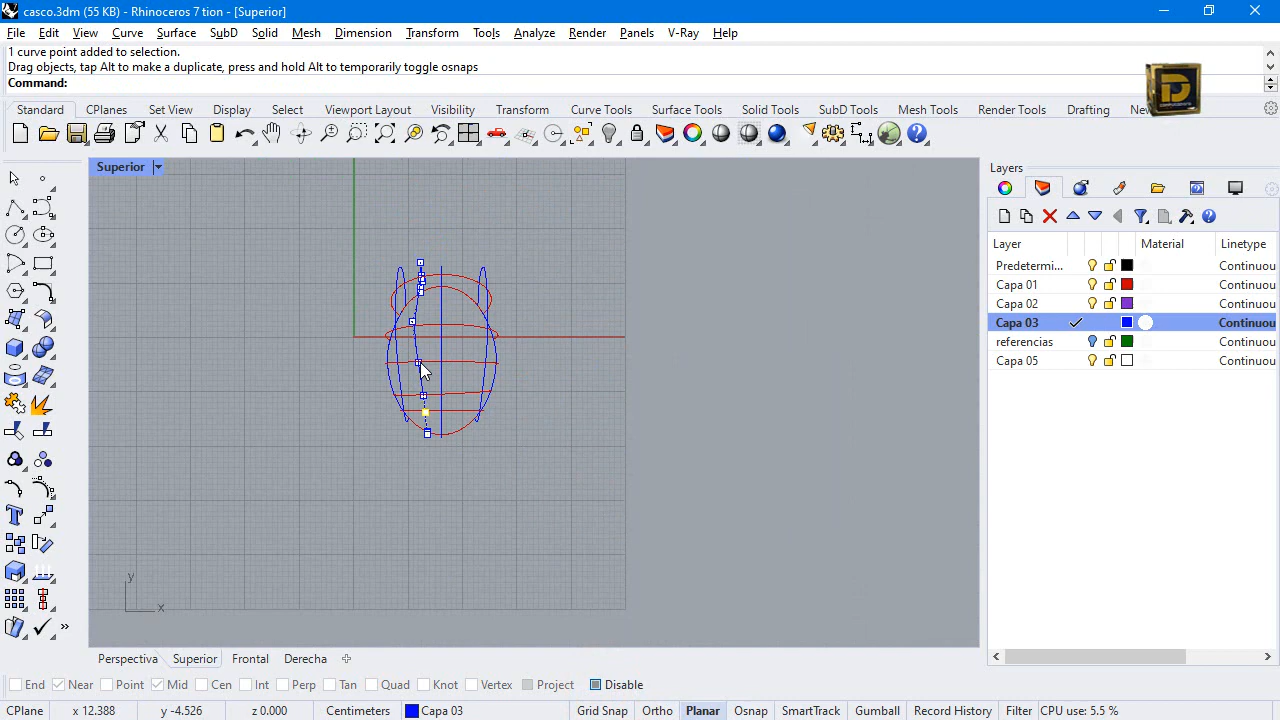 casco.3dm (55 KB) - Rhinoceros 7 tion - [Superior]
File Edit View Curve Surface SubD Solid Mesh Dimension Transform Tools Analyze Render Panels V-Ray Help
1 curve point added to selection.
Drag objects, tap Alt to make a duplicate, press and hold Alt to temporarily toggle osnaps
Command:
Standard CPlanes Set View Display Select Viewport Layout Visibility Transform Curve Tools Surface Tools Solid Tools SubD Tools Mesh Tools Render Tools Drafting New
Superior
Layers
Layer Material Linetype
Predetermi... Continuou
Capa 01 Continuou
Capa 02 Continuou
Capa 03 Continuou
referencias Continuou
Capa 05 Continuou
y
x
Perspectiva Superior Frontal Derecha
End Near Point Mid Cen Int Perp Tan Quad Knot Vertex Project Disable
CPlane x 12.388 y -4.526 z 0.000 Centimeters Capa 03 Grid Snap Ortho Planar Osnap SmartTrack Gumball Record History Filter CPU use: 5.5 %